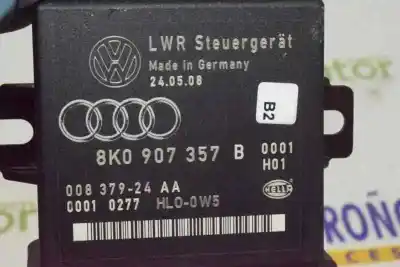 LWR Steuergerät
Made in Germany
24.05.08
B2
8K0 907 357 B 0001
H01
008 379-24 AA
0001 0277 HLO-0W5
HELLA